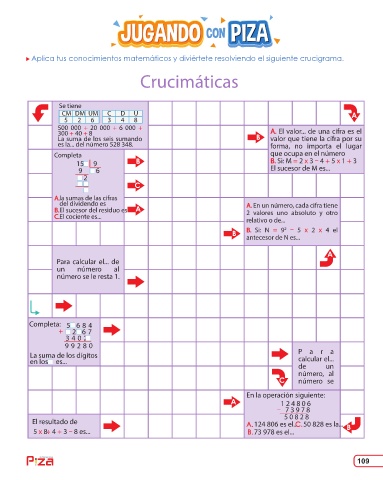 JUGANDO CON PIZA
Aplica tus conocimientos matemáticos y diviértete resolviendo el siguiente crucigrama.
Crucimáticas
Se tiene
CM DM UM C D U
5 2 6 3 4 8
500 000 + 20 000 + 6 000 +
300 + 40 + 8
La suma de los seis sumando
es la... del número 528 348.
A
B
A. El valor... de una cifra es el
valor que tiene la cifra por su
forma, no importa el lugar
que ocupa en el número
B. Si: M = 2 x 3 − 4 + 5 x 1 + 3
El sucesor de M es...
Completa
15 9
9 6
2
B
C
A.la sumas de las cifras
del dividendo es
B.El sucesor del residuo es
C.El cociente es...
A
A. En un número, cada cifra tiene
2 valores uno absoluto y otro
relativo o de...
B
B. Si: N = 9² − 5 x 2 x 4 el
antecesor de N es...
A
Para calcular el... de
un número al
número se le resta 1.
Completa:
5 6 8 4
+ 2 6 7
3 4 0
9 9 2 8 0
La suma de los dígitos
en los es...
P a r a
calcular el...
de un
número, al
número se
C
En la operación siguiente:
1 2 4 8 0 6
− 7 3 9 7 8
5 0 8 2 8
A
A. 124 806 es el...
C. 50 828 es la...
B. 73 978 es el...
B
El resultado de
5 x 8 ÷ 4 + 3 − 8 es...
Piza
109